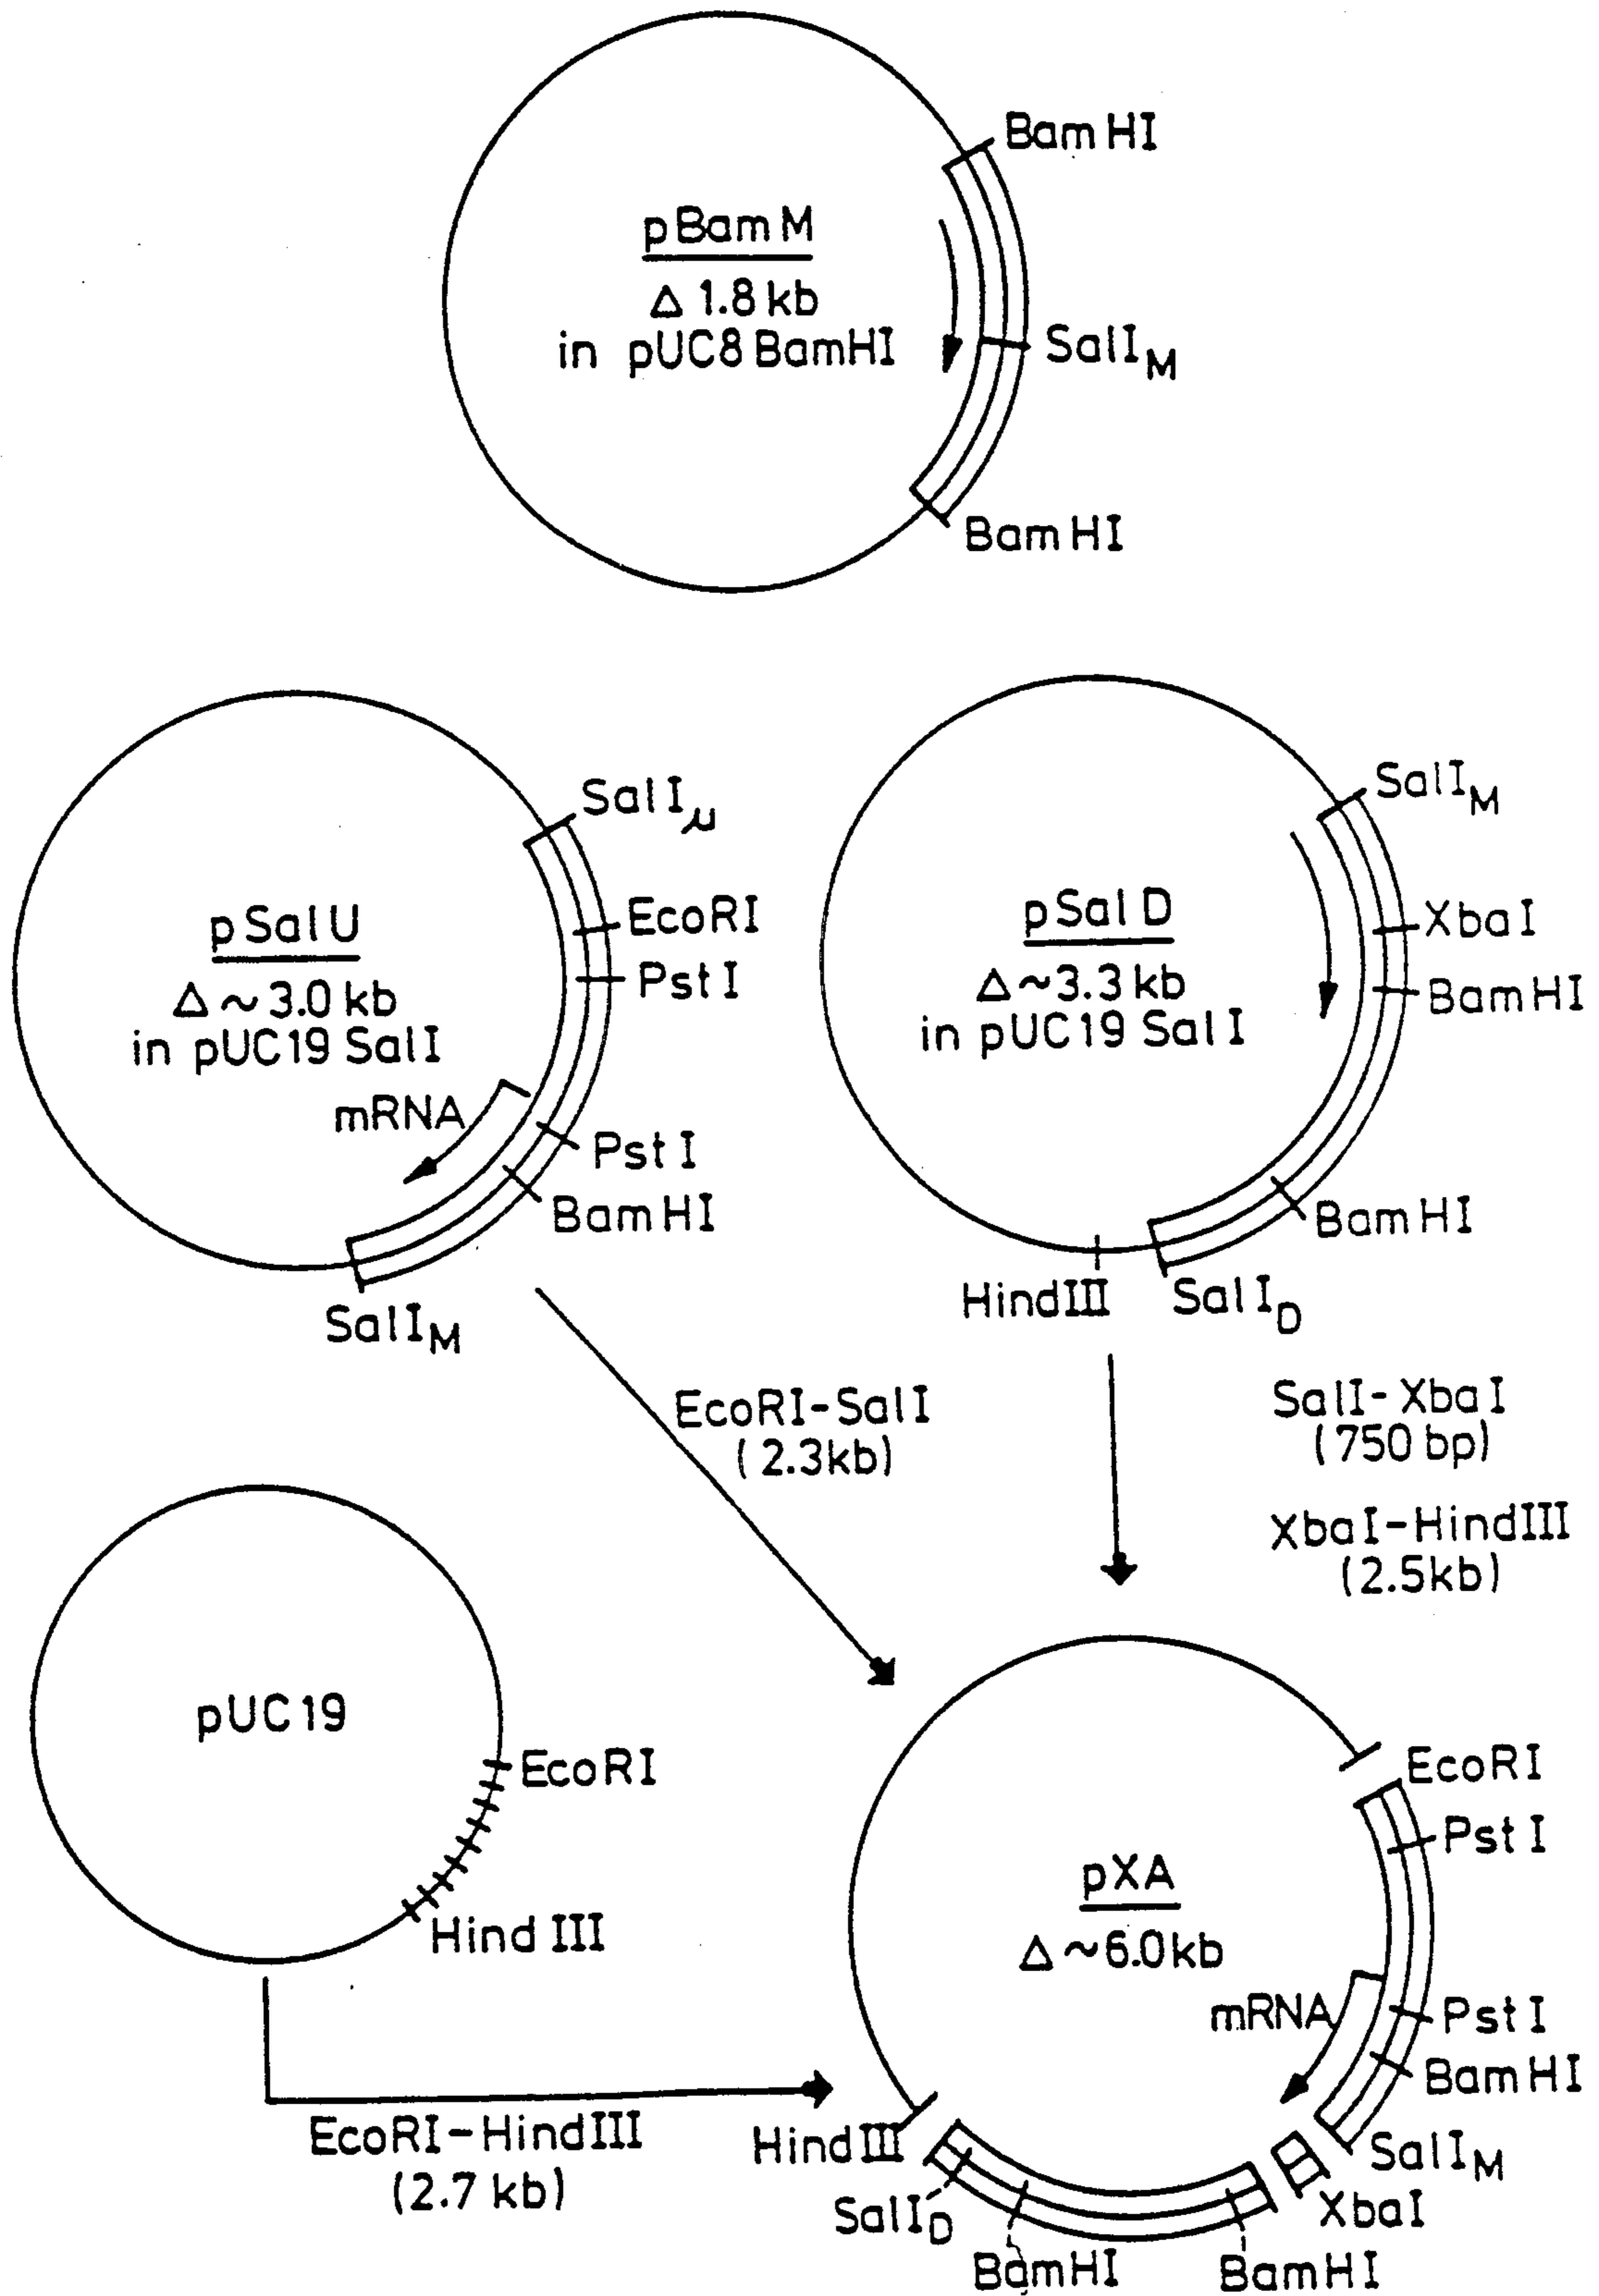 BamHI
pBamM
Δ 1.8 kb
in pUC8 BamHI
SalI_M
BamHI
SalI_μ
EcoRI
PstI
pSalU
Δ ~ 3.0 kb
in pUC19 SalI
mRNA
PstI
BamHI
SalI_M
SalI_M
XbaI
BamHI
pSalD
Δ ~3.3 kb
in pUC19 SalI
BamHI
HindIII
SalI_D
EcoRI-SalI
(2.3kb)
SalI-XbaI
(750 bp)
XbaI-HindIII
(2.5kb)
pUC19
EcoRI
Hind III
EcoRI-HindIII
(2.7 kb)
EcoRI
PstI
pXA
Δ ~6.0kb
mRNA
PstI
BamHI
SalI_M
XbaI
HindIII
SalI_D
BamHI
BamHI